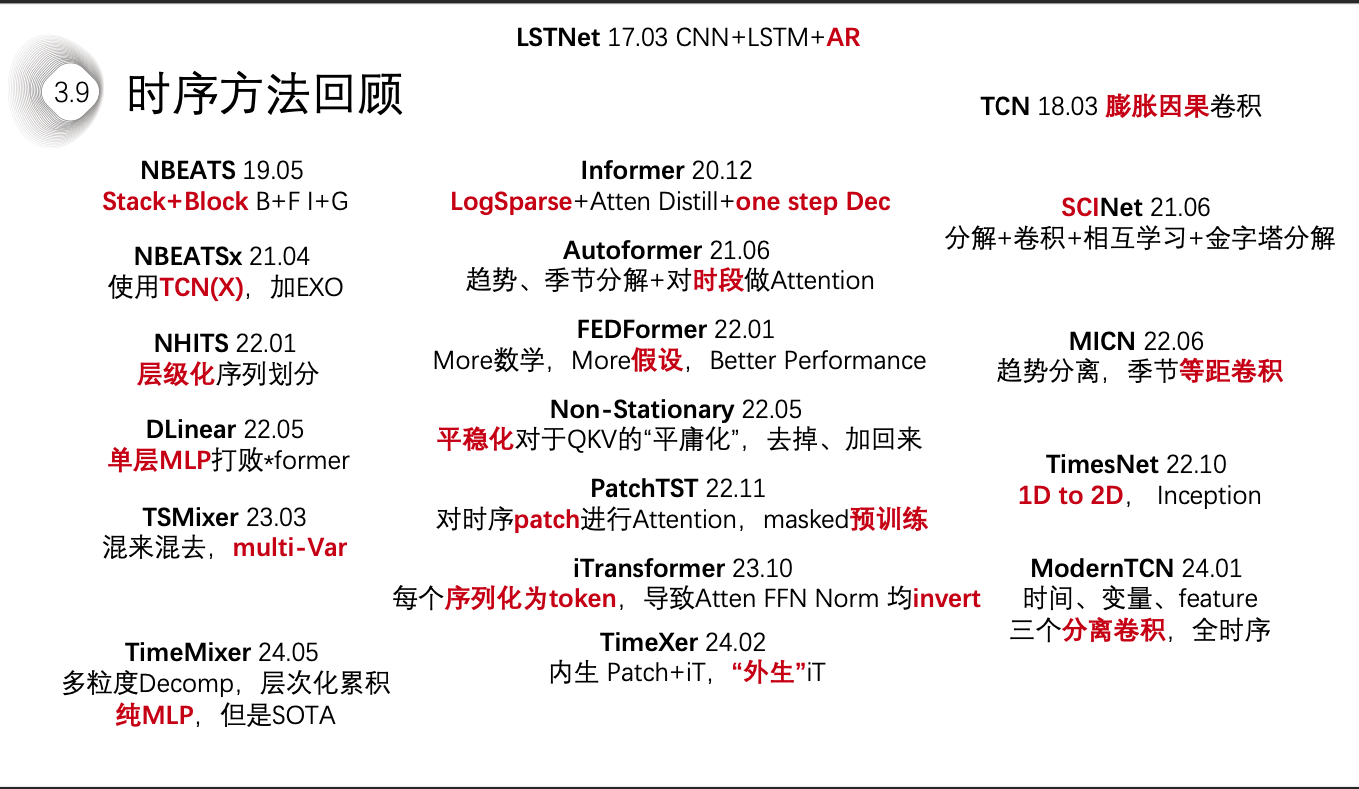 LSTNet 17.03 CNN+LSTM+AR
3.9
时序方法回顾
TCN 18.03 膨胀因果卷积
NBEATS 19.05
Stack+Block B+F I+G
NBEATSx 21.04
使用TCN(X)，加EXO
NHITS 22.01
层级化序列划分
DLinear 22.05
单层MLP打败*former
TSMixer 23.03
混来混去，multi-Var
TimeMixer 24.05
多粒度Decomp，层次化累积
纯MLP，但是SOTA
Informer 20.12
LogSparse+Atten Distill+one step Dec
Autoformer 21.06
趋势、季节分解+对时段做Attention
FEDFormer 22.01
More数学，More假设，Better Performance
Non-Stationary 22.05
平稳化对于QKV的“平庸化”，去掉、加回来
PatchTST 22.11
对时序patch进行Attention，masked预训练
iTransformer 23.10
每个序列化为token，导致Atten FFN Norm 均invert
TimeXer 24.02
内生 Patch+iT，“外生”iT
SCINet 21.06
分解+卷积+相互学习+金字塔分解
MICN 22.06
趋势分离，季节等距卷积
TimesNet 22.10
1D to 2D， Inception
ModernTCN 24.01
时间、变量、feature
三个分离卷积，全时序